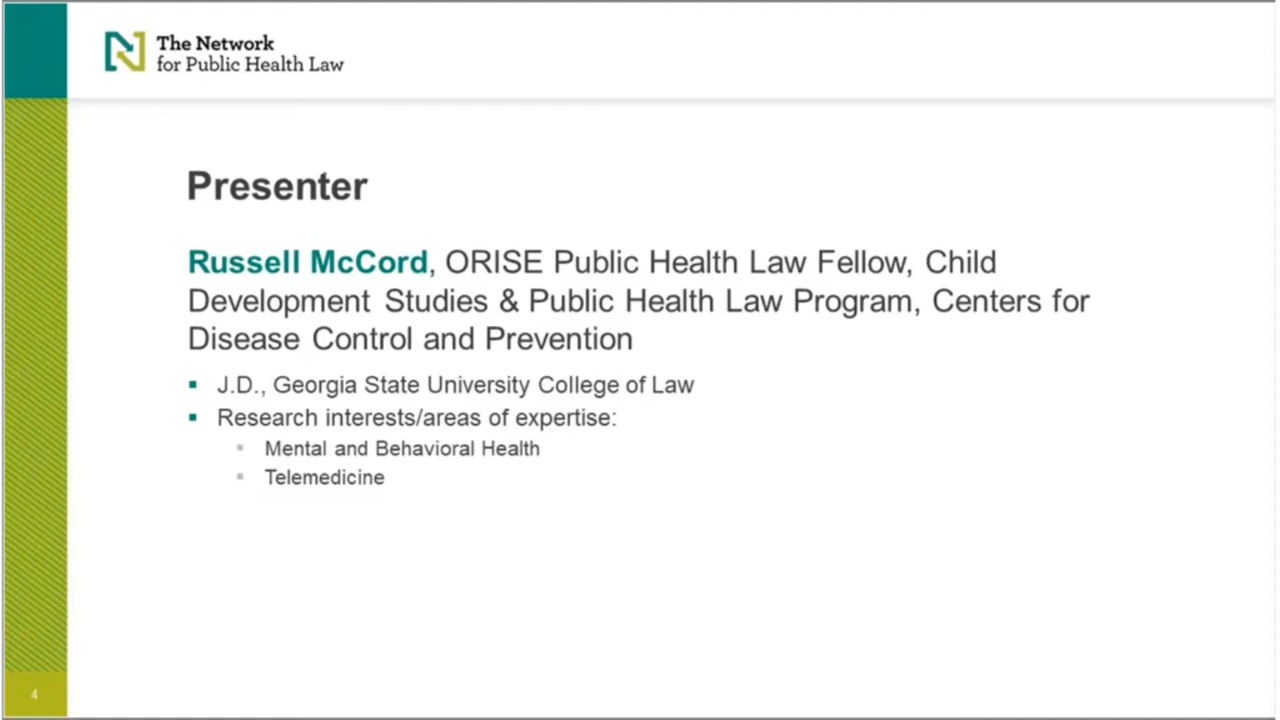 The Network
for Public Health Law
Presenter
Russell McCord, ORISE Public Health Law Fellow, Child
Development Studies & Public Health Law Program, Centers for
Disease Control and Prevention
▪ J.D., Georgia State University College of Law
▪ Research interests/areas of expertise:
▪ Mental and Behavioral Health
▪ Telemedicine
4